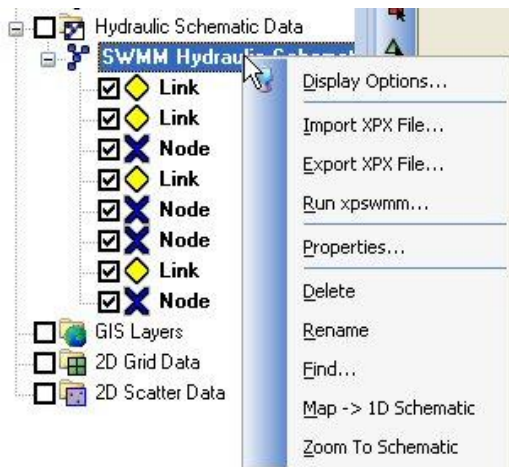 Hydraulic Schematic Data
SWMM Hydraulic Schemat
Link
Link
Node
Link
Node
Node
Link
Node
GIS Layers
2D Grid Data
2D Scatter Data
Display Options...
Import XPX File...
Export XPX File...
Run xpswmm...
Properties...
Delete
Rename
Find...
Map -> 1D Schematic
Zoom To Schematic